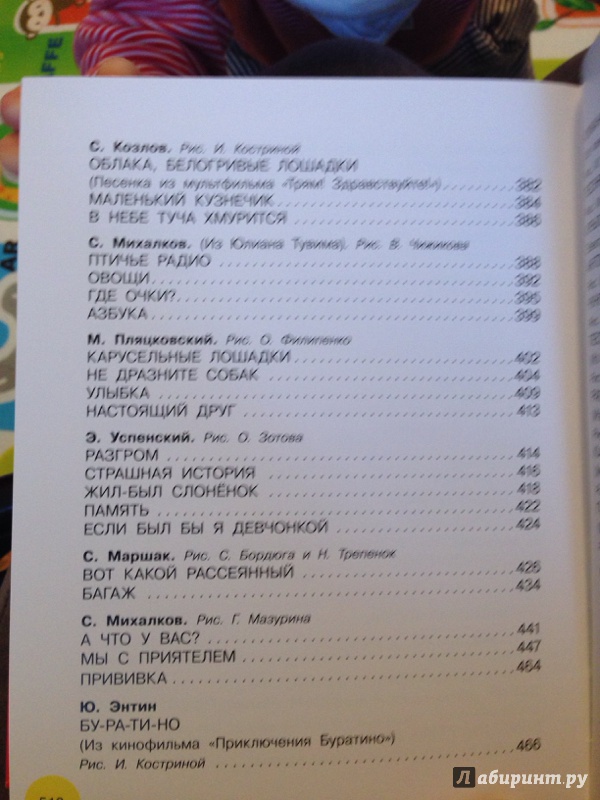 С. Козлов. Рис. И. Костриной
ОБЛАКА, БЕЛОГРИВЫЕ ЛОШАДКИ
(Песенка из мультфильма «Трям! Здравствуйте!») 382
МАЛЕНЬКИЙ КУЗНЕЧИК 384
В НЕБЕ ТУЧА ХМУРИТСЯ 386
С. Михалков. (Из Юлиана Тувима). Рис. В. Чижикова
ПТИЧЬЕ РАДИО 388
ОВОЩИ 392
ГДЕ ОЧКИ? 395
АЗБУКА 399
М. Пляцковский. Рис. О. Филипенко
КАРУСЕЛЬНЫЕ ЛОШАДКИ 402
НЕ ДРАЗНИТЕ СОБАК 404
УЛЫБКА 409
НАСТОЯЩИЙ ДРУГ 413
Э. Успенский. Рис. О. Зотова
РАЗГРОМ 414
СТРАШНАЯ ИСТОРИЯ 416
ЖИЛ-БЫЛ СЛОНЁНОК 418
ПАМЯТЬ 422
ЕСЛИ БЫЛ БЫ Я ДЕВЧОНКОЙ 424
С. Маршак. Рис. С. Бордюга и Н. Трепенок
ВОТ КАКОЙ РАССЕЯННЫЙ 426
БАГАЖ 434
С. Михалков. Рис. Г. Мазурина
А ЧТО У ВАС? 441
МЫ С ПРИЯТЕЛЕМ 447
ПРИВИВКА 464
Ю. Энтин
БУ-РА-ТИ-НО
(Из кинофильма «Приключения Буратино»)
Рис. И. Костриной 466
Лабиринт.ру